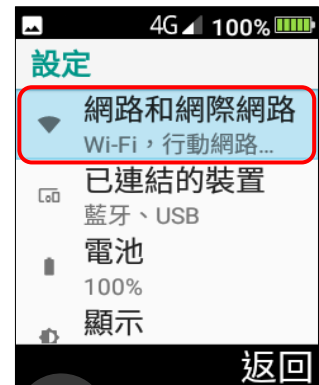 4G 100%
設定
網路和網際網路
Wi-Fi，行動網路...
已連結的裝置
藍牙、USB
電池
100%
顯示
返回